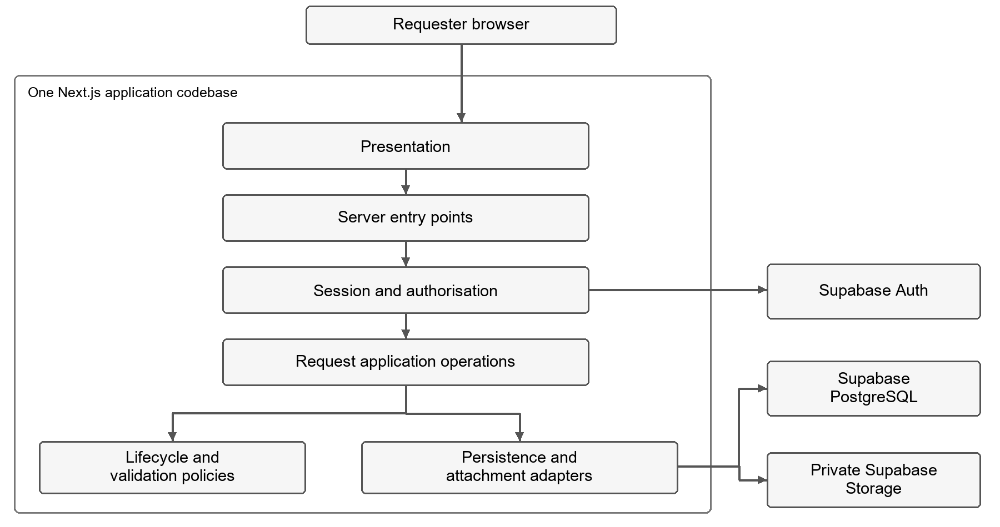 Requester browser
One Next.js application codebase
Presentation
Server entry points
Session and authorisation
Supabase Auth
Request application operations
Supabase
PostgreSQL
Lifecycle and
validation policies
Persistence and
attachment adapters
Private Supabase
Storage